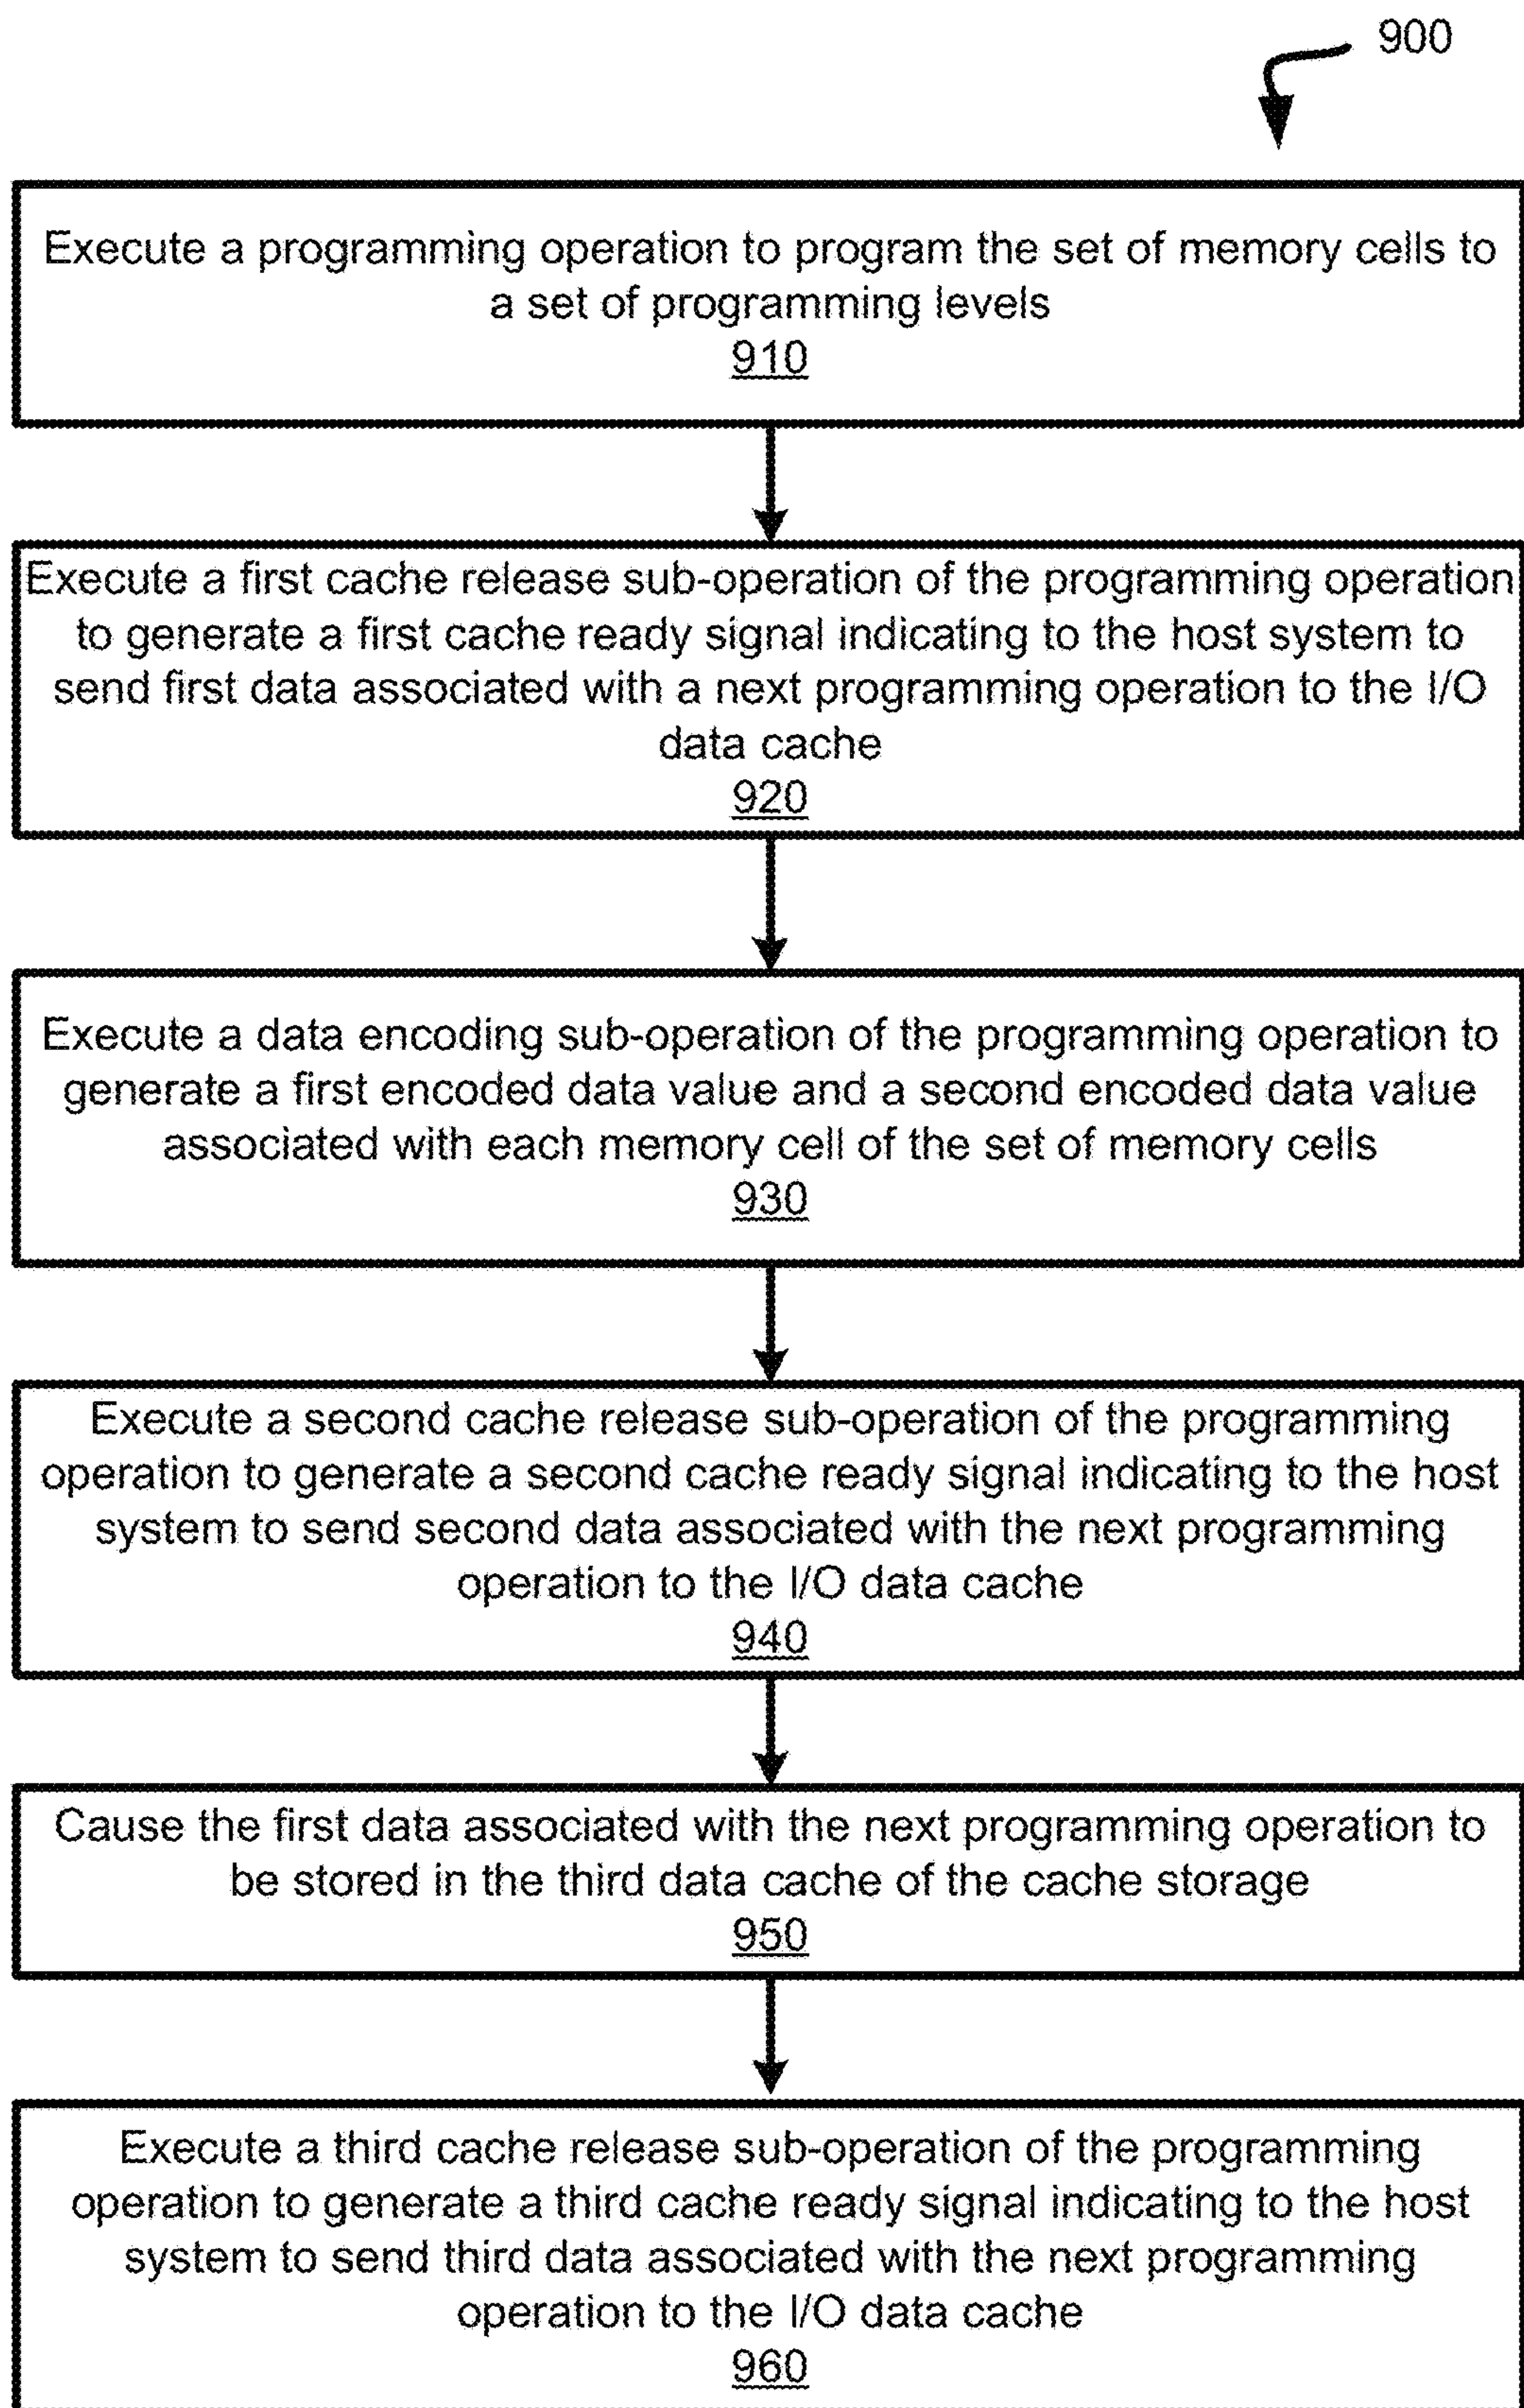 900
Execute a programming operation to program the set of memory cells to
a set of programming levels
910
Execute a first cache release sub-operation of the programming operation
to generate a first cache ready signal indicating to the host system to
send first data associated with a next programming operation to the I/O
data cache
920
Execute a data encoding sub-operation of the programming operation to
generate a first encoded data value and a second encoded data value
associated with each memory cell of the set of memory cells
930
Execute a second cache release sub-operation of the programming
operation to generate a second cache ready signal indicating to the host
system to send second data associated with the next programming
operation to the I/O data cache
940
Cause the first data associated with the next programming operation to
be stored in the third data cache of the cache storage
950
Execute a third cache release sub-operation of the programming
operation to generate a third cache ready signal indicating to the host
system to send third data associated with the next programming
operation to the I/O data cache
960